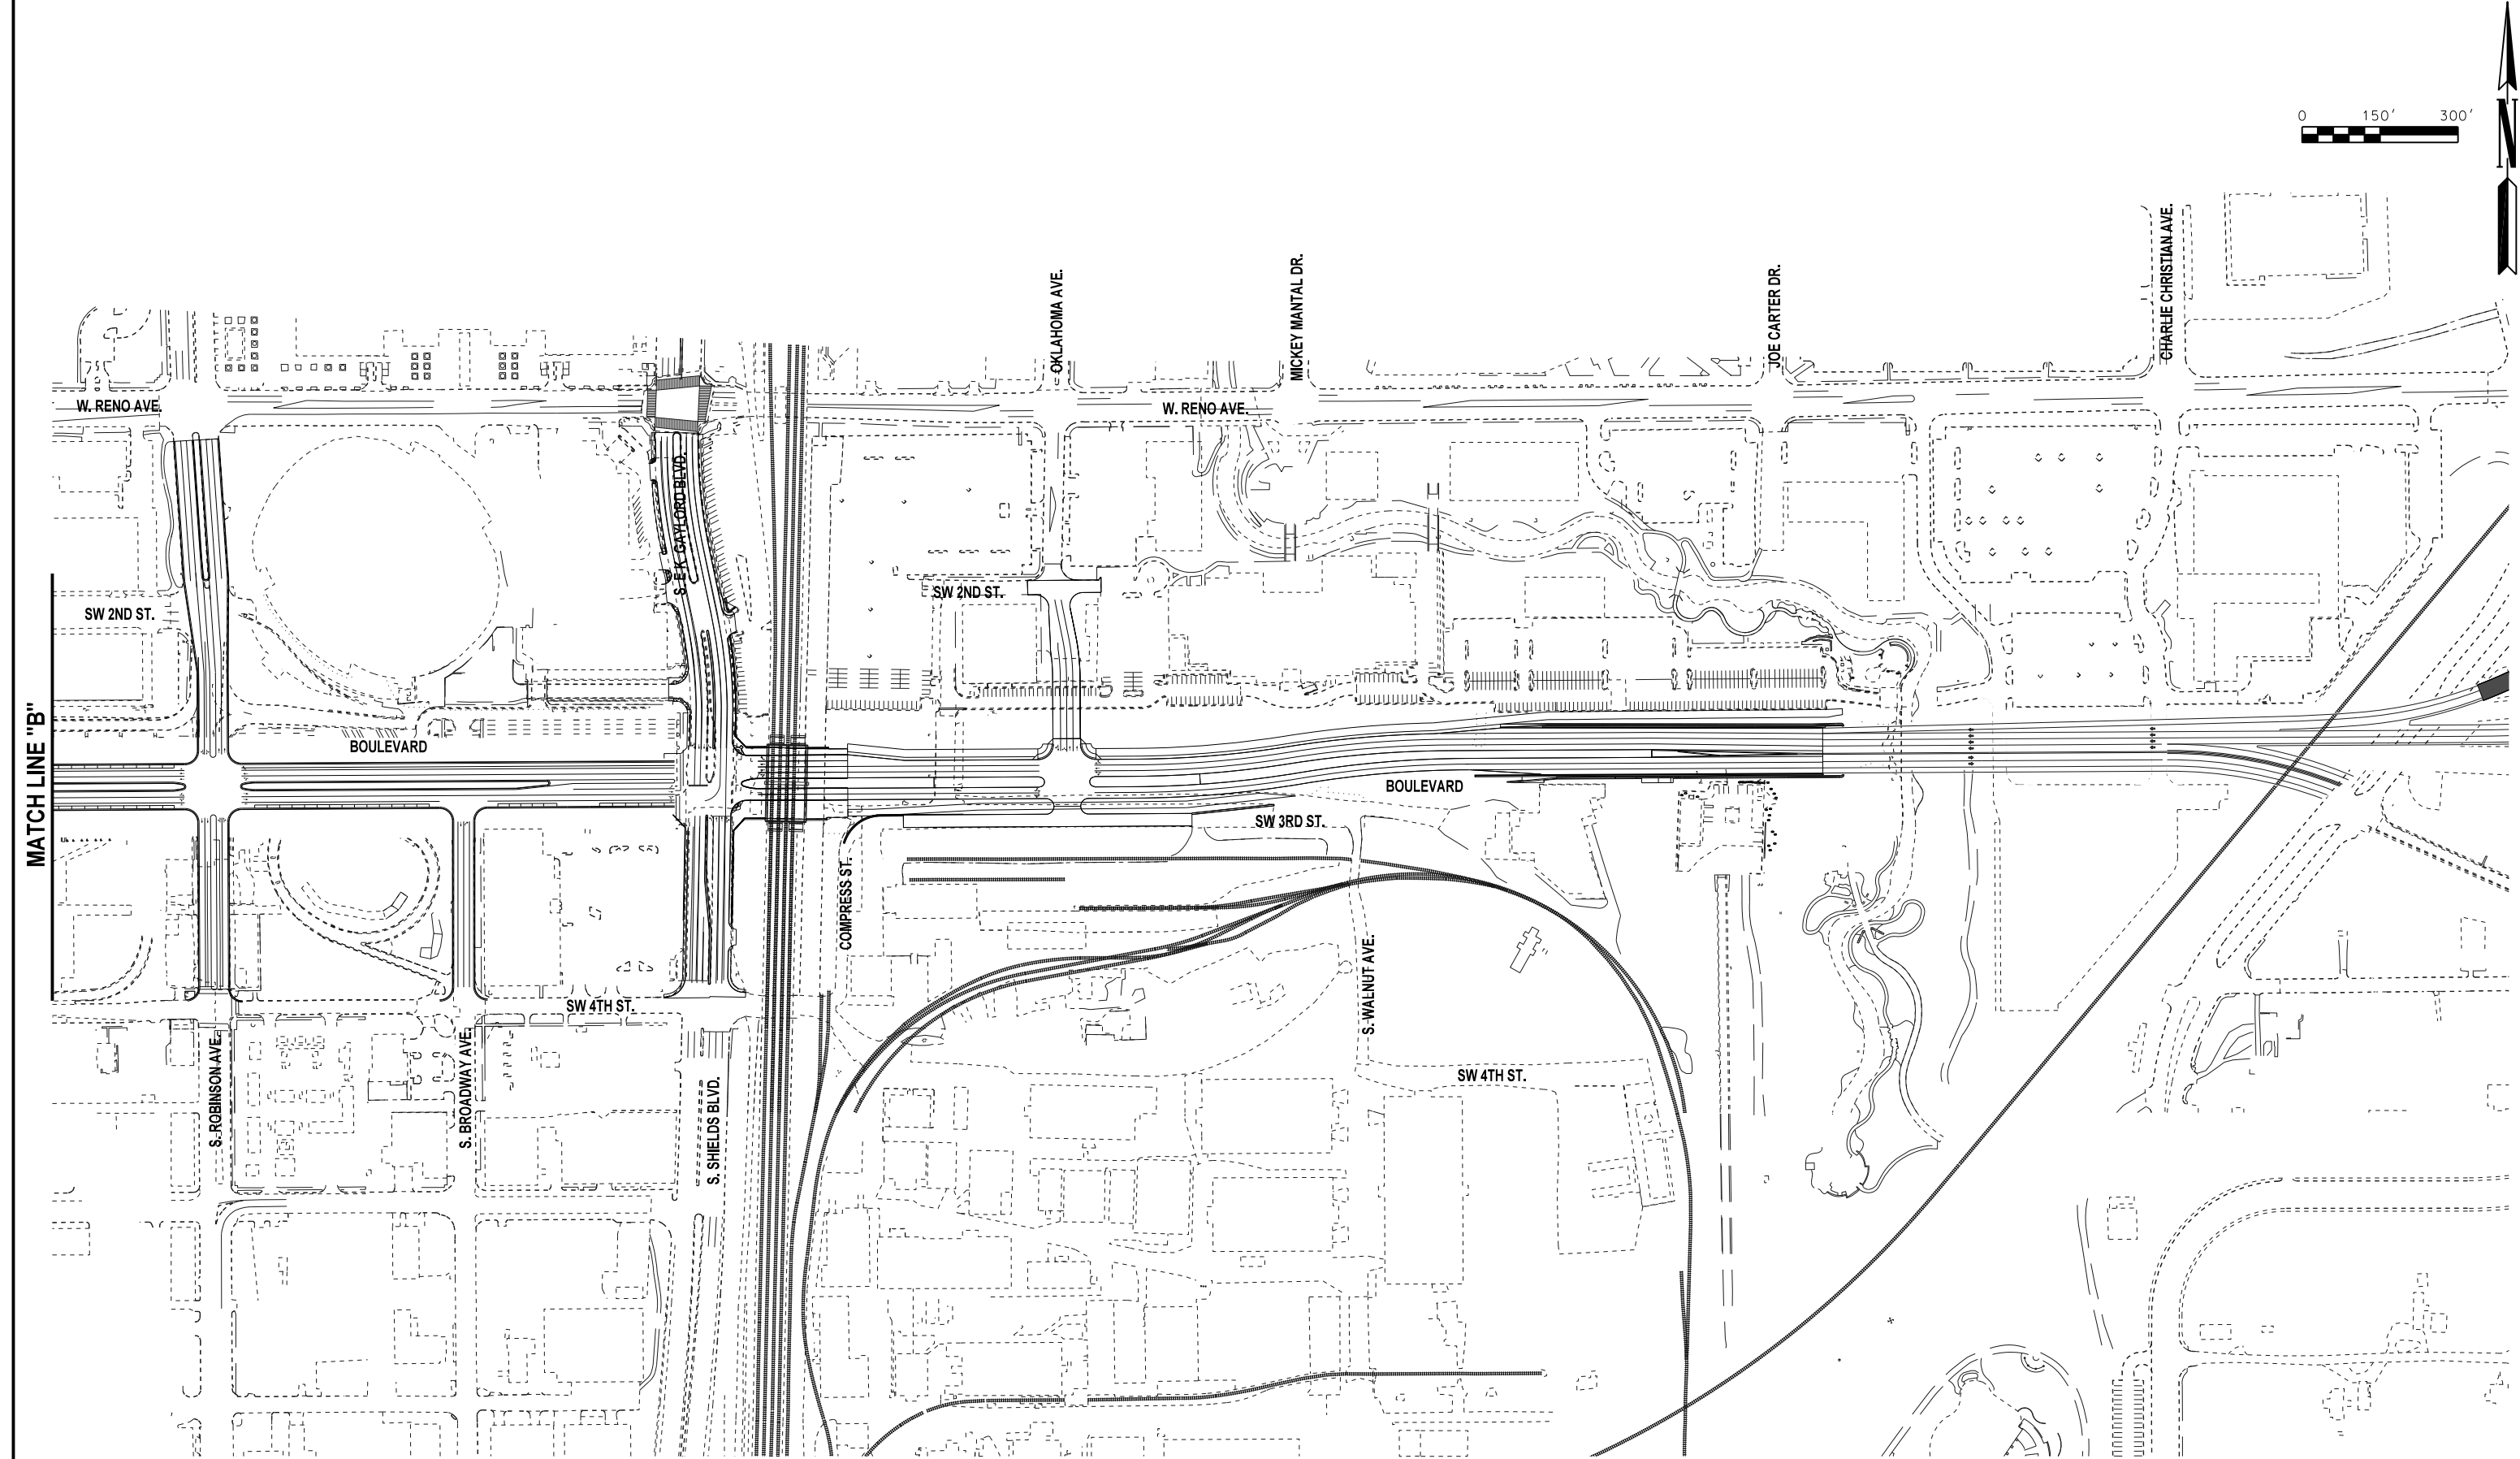 0 150' 300'
N
CHARLIE CHRISTIAN AVE.
MICKEY MANTAL DR.
JOE CARTER DR.
OKLAHOMA AVE.
W. RENO AVE.
W. RENO AVE.
S. E.K. GAYLORD BLVD.
SW 2ND ST.
SW 2ND ST.
MATCH LINE "B"
BOULEVARD
BOULEVARD
SW 3RD ST.
COMPRESS ST.
S. WALNUT AVE.
SW 4TH ST.
SW 4TH ST.
S. ROBINSON AVE.
S. BROADWAY AVE.
S. SHIELDS BLVD.